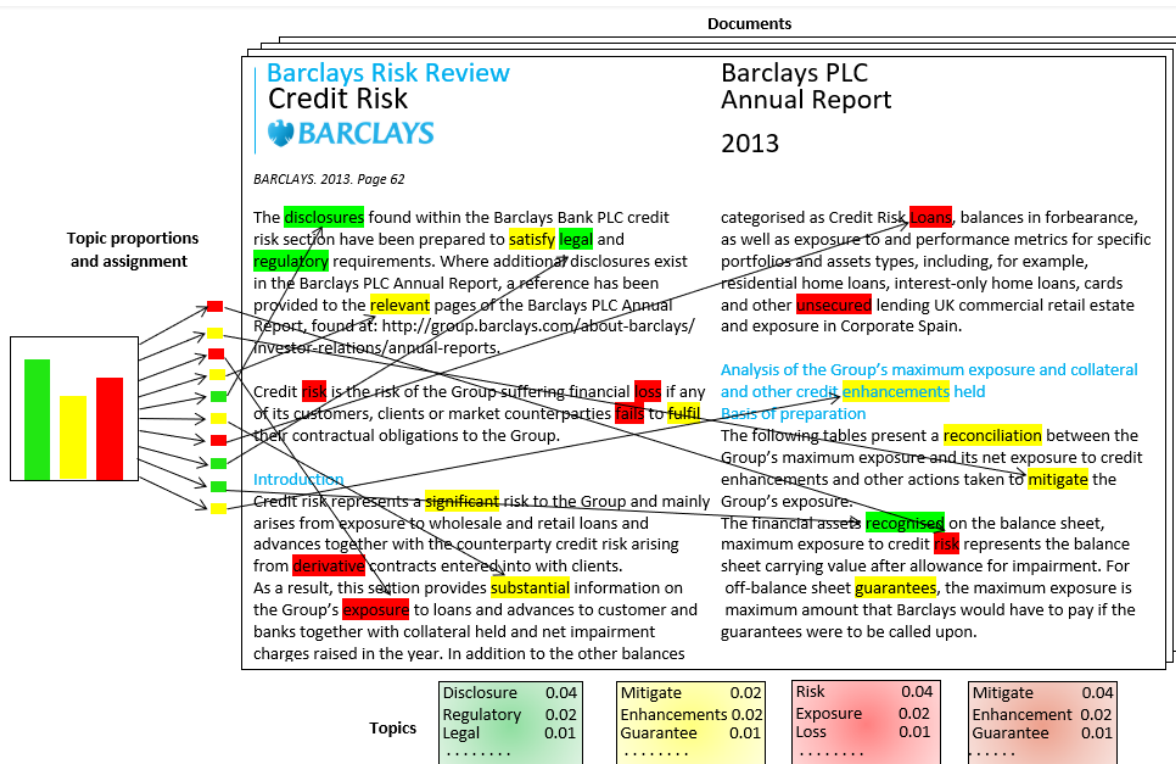 Documents
Barclays Risk Review
Credit Risk
BARCLAYS
BARCLAYS. 2013. Page 62
The disclosures found within the Barclays Bank PLC credit
risk section have been prepared to satisfy legal and
regulatory requirements. Where additional disclosures exist
in the Barclays PLC Annual Report, a reference has been
provided to the relevant pages of the Barclays PLC Annual
Report, found at: http://group.barclays.com/about-barclays/
investor-relations/annual-reports.
Credit risk is the risk of the Group suffering financial loss if any
of its customers, clients or market counterparties fails to fulfil
their contractual obligations to the Group.
Introduction
Credit risk represents a significant risk to the Group and mainly
arises from exposure to wholesale and retail loans and
advances together with the counterparty credit risk arising
from derivative contracts entered into with clients.
As a result, this section provides substantial information on
the Group's exposure to loans and advances to customer and
banks together with collateral held and net impairment
charges raised in the year. In addition to the other balances
Barclays PLC
Annual Report
2013
categorised as Credit Risk Loans, balances in forbearance,
as well as exposure to and performance metrics for specific
portfolios and assets types, including, for example,
residential home loans, interest-only home loans, cards
and other unsecured lending UK commercial retail estate
and exposure in Corporate Spain.
Analysis of the Group's maximum exposure and collateral
and other credit enhancements held
Basis of preparation
The following tables present a reconciliation between the
Group's maximum exposure and its net exposure to credit
enhancements and other actions taken to mitigate the
Group's exposure.
The financial assets recognised on the balance sheet,
maximum exposure to credit risk represents the balance
sheet carrying value after allowance for impairment. For
off-balance sheet guarantees, the maximum exposure is
maximum amount that Barclays would have to pay if the
guarantees were to be called upon.
Topic proportions
and assignment
Topics
Disclosure 0.04
Regulatory 0.02
Legal 0.01
. . . . . . . .
Mitigate 0.02
Enhancements 0.02
Guarantee 0.01
. . . . . . . .
Risk 0.04
Exposure 0.02
Loss 0.01
. . . . . . . .
Mitigate 0.04
Enhancement 0.02
Guarantee 0.01
. . . . . .